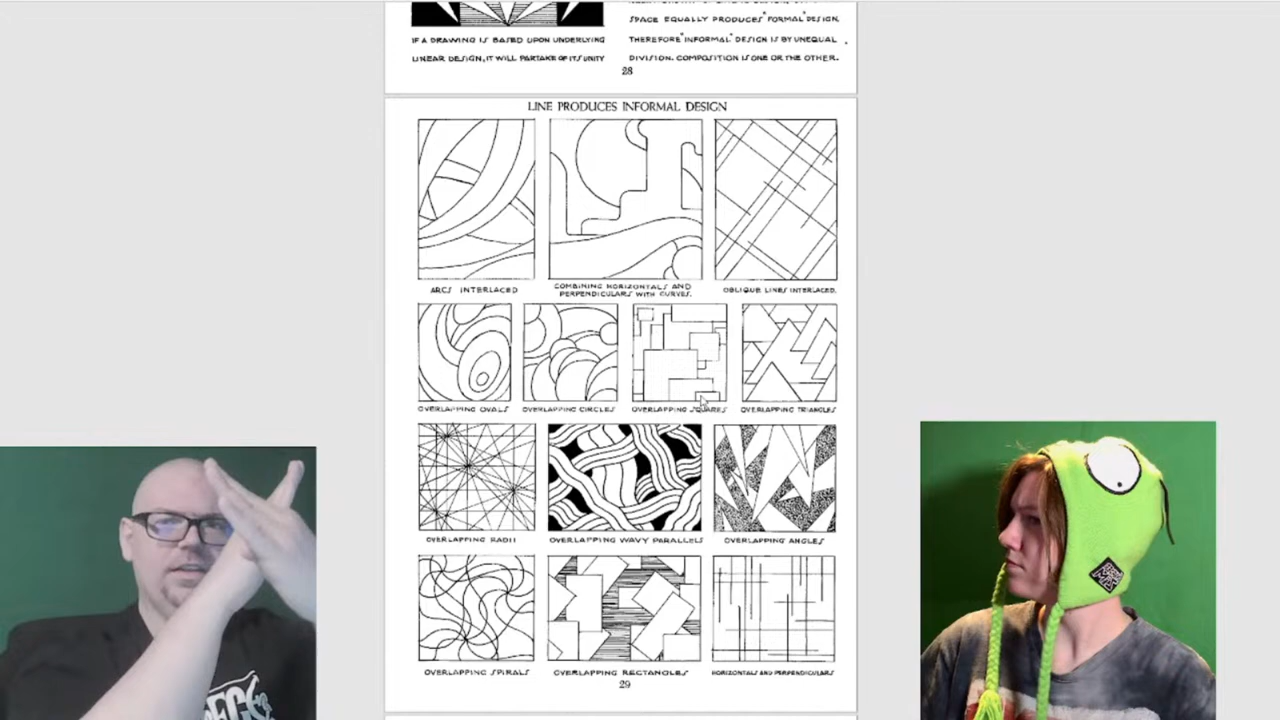 IF A DRAWING IS BASED UPON UNDERLYING
LINEAR DESIGN, IT WILL PARTAKE OF ITS UNITY
SPACE EQUALLY PRODUCES "FORMAL" DESIGN.
THEREFORE "INFORMAL" DESIGN IS BY UNEQUAL
DIVISION. COMPOSITION IS ONE OR THE OTHER.
28
LINE PRODUCES INFORMAL DESIGN
ARCS INTERLACED
COMBINING HORIZONTALS AND
PERPENDICULARS WITH CURVES.
OBLIQUE LINES INTERLACED.
OVERLAPPING OVALS
OVERLAPPING CIRCLES
OVERLAPPING SQUARES
OVERLAPPING TRIANGLES
OVERLAPPING RADII
OVERLAPPING WAVY PARALLELS
OVERLAPPING ANGLES
OVERLAPPING SPIRALS
OVERLAPPING RECTANGLES
HORIZONTALS AND PERPENDICULARS
29